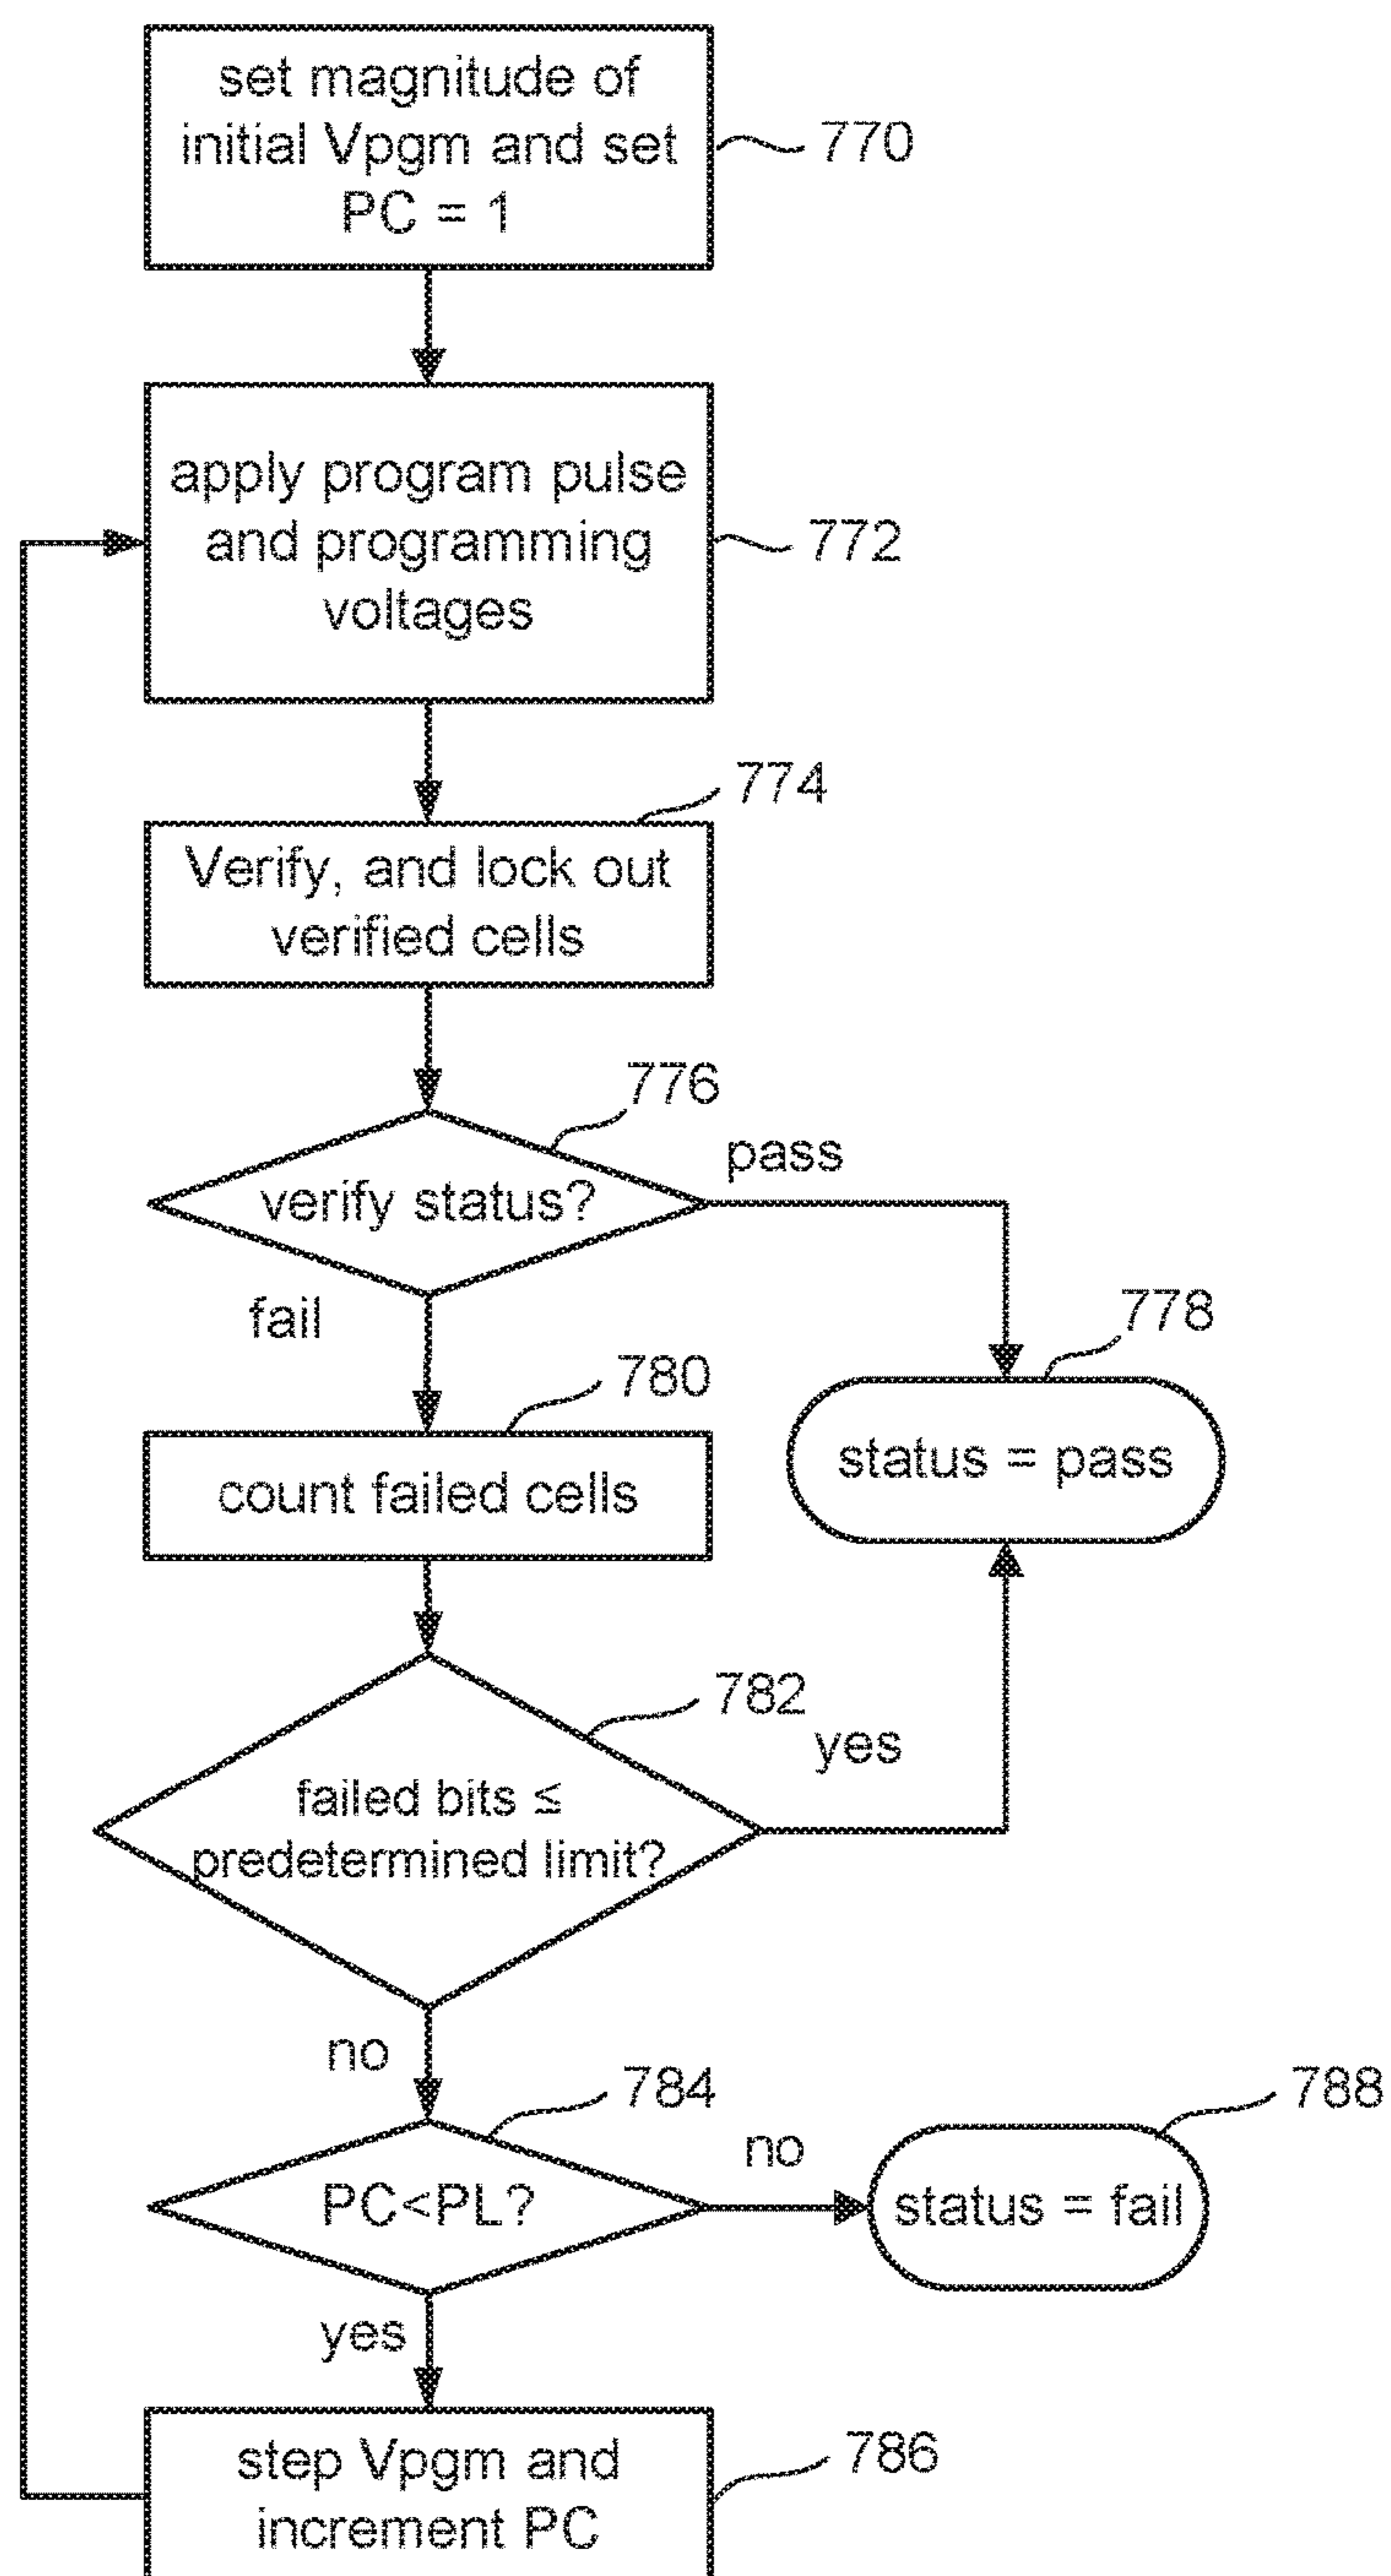 set magnitude of
initial Vpgm and set
PC = 1
770
apply program pulse
and programming
voltages
772
774
Verify, and lock out
verified cells
776
pass
verify status?
fail
778
780
status = pass
count failed cells
782
yes
failed bits ≤
predetermined limit?
no
784
788
no
PC<PL?
status = fail
yes
786
step Vpgm and
increment PC